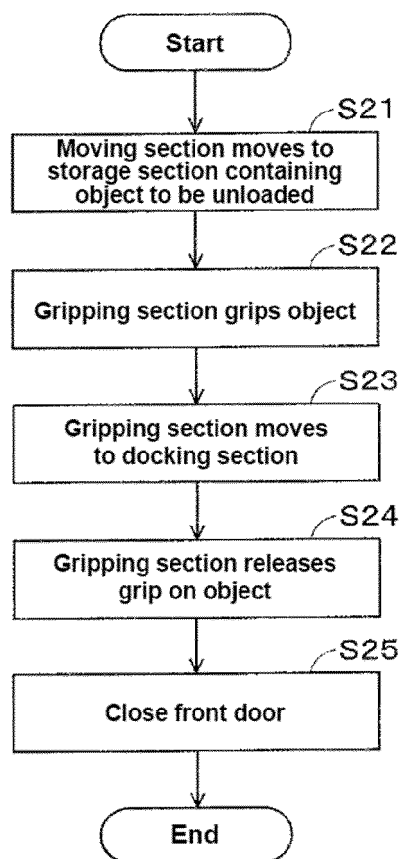 Start
S21
Moving section moves to
storage section containing
object to be unloaded
S22
Gripping section grips object
S23
Gripping section moves
to docking section
S24
Gripping section releases
grip on object
S25
Close front door
End